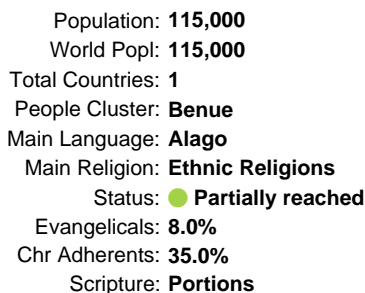 Population: 115,000
World Popl: 115,000
Total Countries: 1
People Cluster: Benue
Main Language: Alago
Main Religion: Ethnic Religions
Status: Partially reached
Evangelicals: 8.0%
Chr Adherents: 35.0%
Scripture: Portions